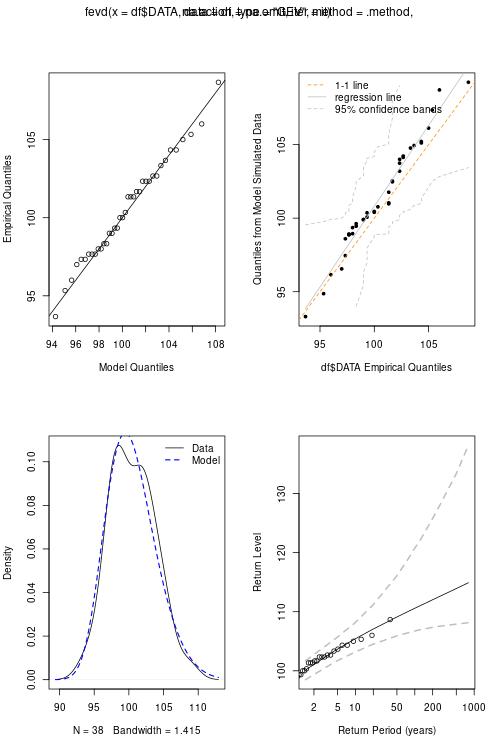 fevd(x = df$DATA,
method = .method,
Empirical Quantiles
95
100
105
94
96
98
100
104
108
Model Quantiles
Quantiles from Model Simulated Data
95
100
105
1-1 line
regression line
95% confidence bands
95
100
105
df$DATA Empirical Quantiles
Density
0.00
0.02
0.04
0.06
0.08
0.10
Data
Model
90
95
100
105
110
N = 38 Bandwidth = 1.415
Return Level
100
110
120
130
2
5
10
50
200
1000
Return Period (years)